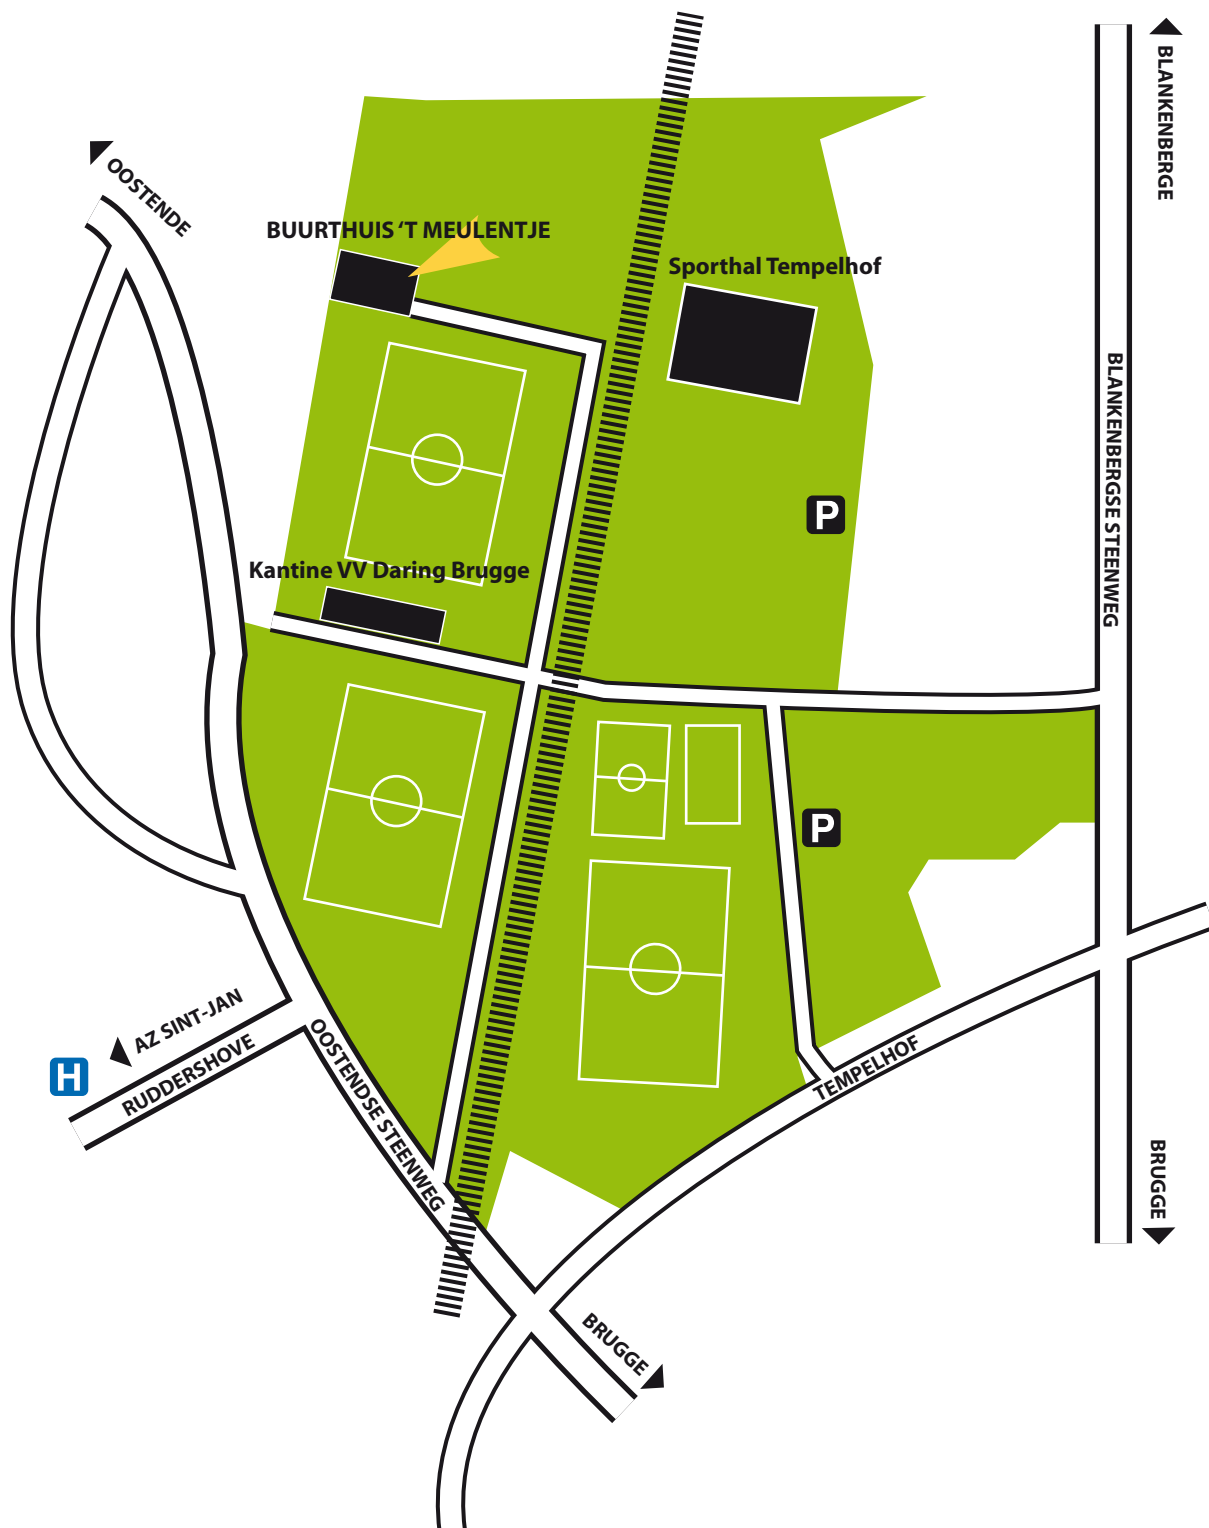 BLANKENBERGE
OOSTENDE
BUURTHUIS ‘T MEULENTJE
Sporthal Tempelhof
BLANKENBERGSE STEENWEG
P
Kantine VV Daring Brugge
P
AZ SINT-JAN
H
RUDDERSHOVE
OOSTENDSE STEENWEG
TEMPELHOF
BRUGGE
BRUGGE